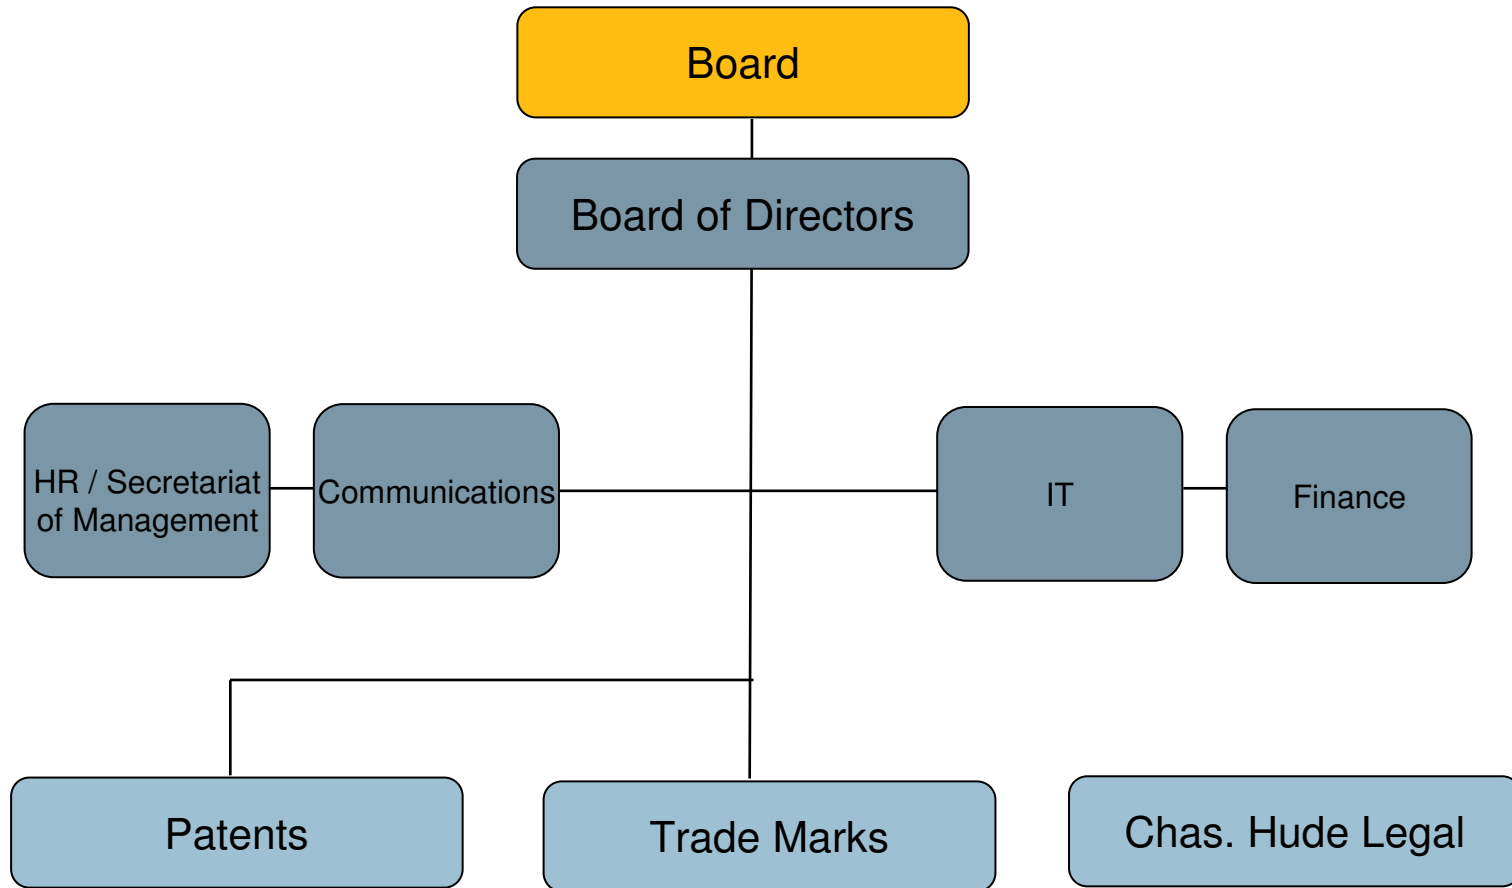 Board
Board of Directors
HR / Secretariat
of Management
Communications
IT
Finance
Patents
Trade Marks
Chas. Hude Legal